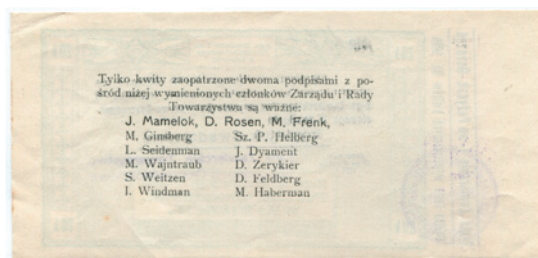 Tylko kwity zaopatrzone dwoma podpisami z po-
śród niżej wymienionych członków Zarządu i Rady
Towarzystwa są ważne:
J. Mamelok, D. Rosen, M. Frenk,
M. Ginsberg Sz. P. Helberg
L. Seidenman J. Dyament
M. Wajntraub D. Zerykier
S. Weitzen D. Feldberg
I. Windman M. Haberman